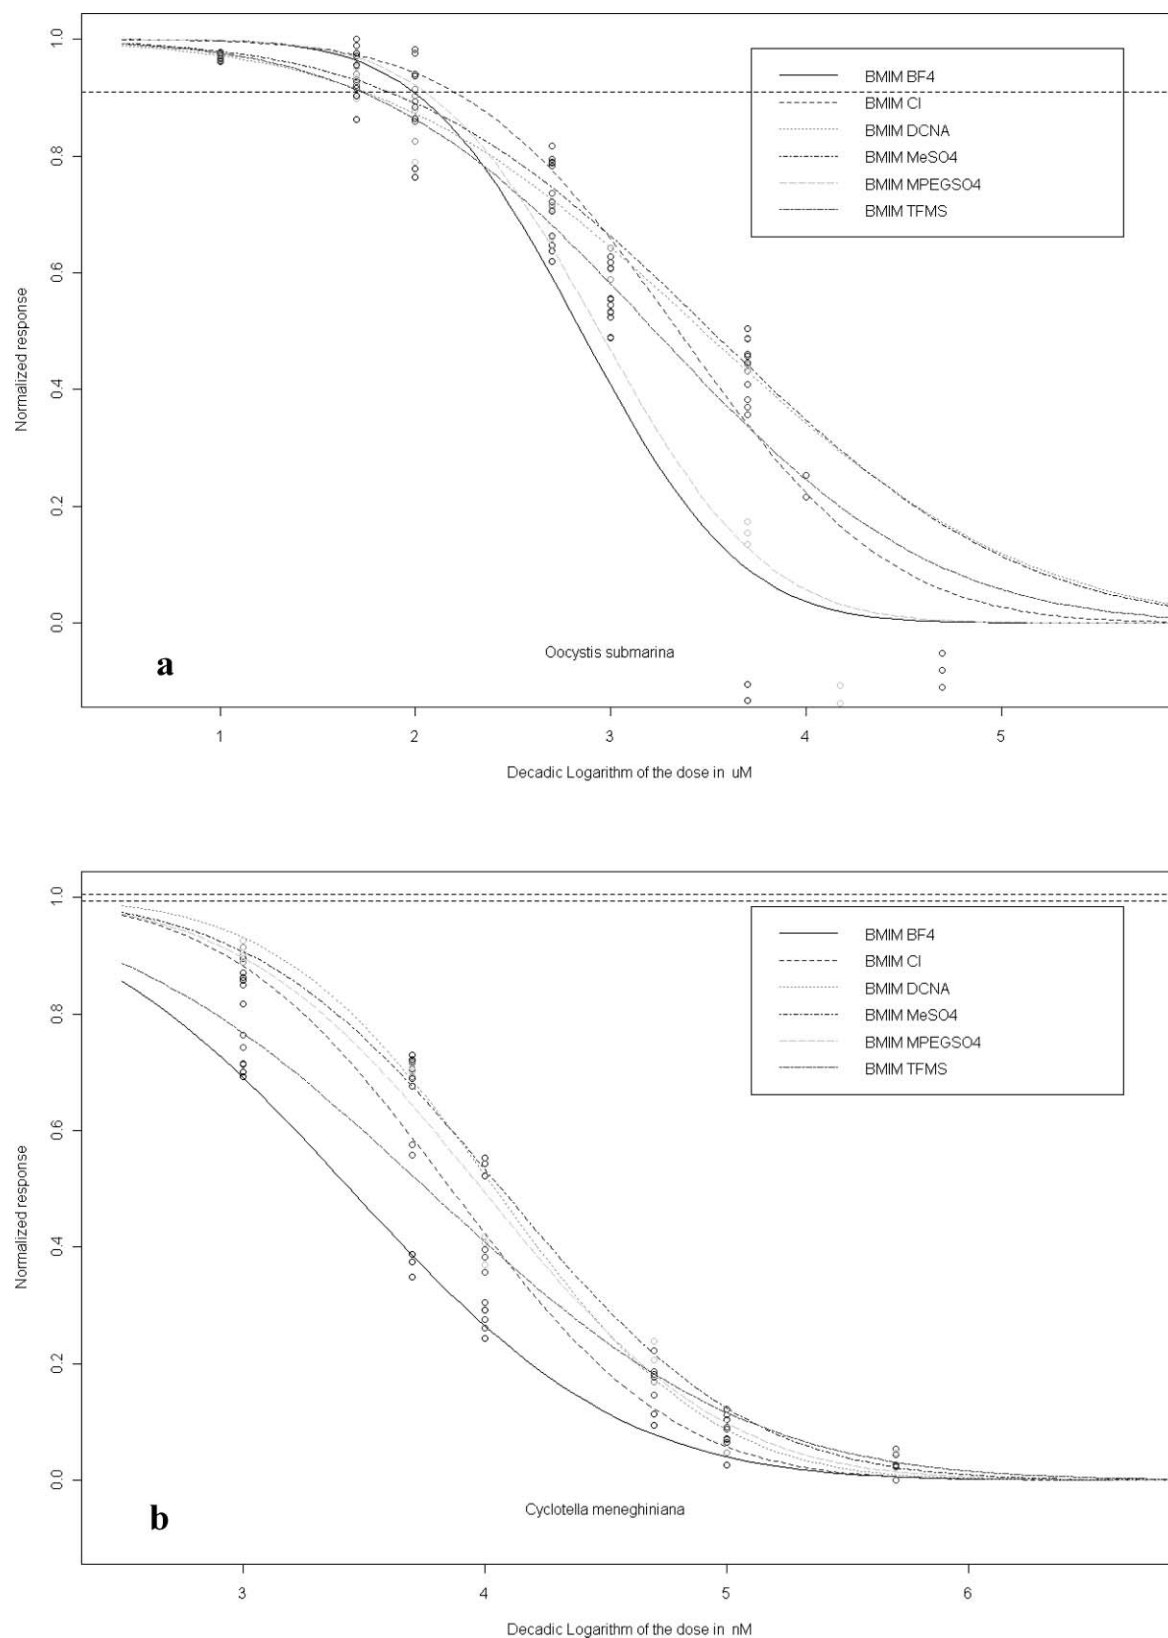 1.0
0.8
0.6
0.4
0.2
0.0
Normalized response
BMIM BF4
BMIM Cl
BMIM DCNA
BMIM MeSO4
BMIM MPEGSO4
BMIM TFMS
Oocystis submarina
a
1 2 3 4 5
Decadic Logarithm of the dose in uM
1.0
0.8
0.6
0.4
0.2
0.0
Normalized response
BMIM BF4
BMIM Cl
BMIM DCNA
BMIM MeSO4
BMIM MPEGSO4
BMIM TFMS
Cyclotella meneghiniana
b
3 4 5 6
Decadic Logarithm of the dose in nM